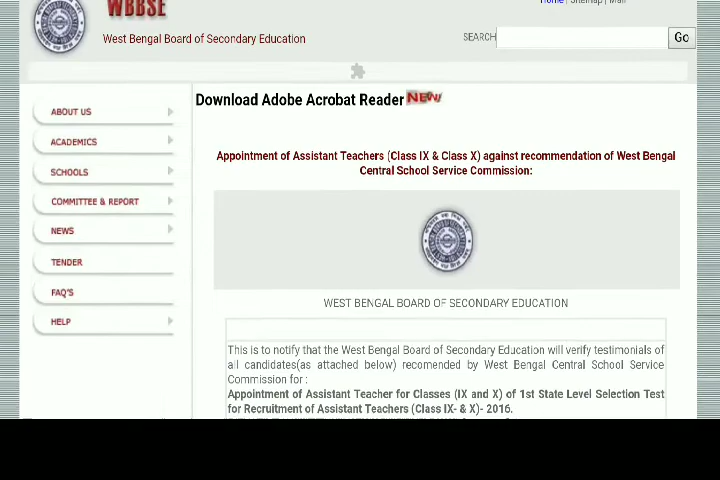 WBBSE
Home | Sitemap | Mail
West Bengal Board of Secondary Education
SEARCH
Go
Download Adobe Acrobat Reader NEW!
ABOUT US
ACADEMICS
SCHOOLS
COMMITTEE & REPORT
NEWS
TENDER
FAQ'S
HELP
Appointment of Assistant Teachers (Class IX & Class X) against recommendation of West Bengal
Central School Service Commission:
WEST BENGAL BOARD OF SECONDARY EDUCATION
This is to notify that the West Bengal Board of Secondary Education will verify testimonials of
all candidates(as attached below) recomended by West Bengal Central School Service
Commission for :
Appointment of Assistant Teacher for Classes (IX and X) of 1st State Level Selection Test
for Recruitment of Assistant Teachers (Class IX- & X)- 2016.